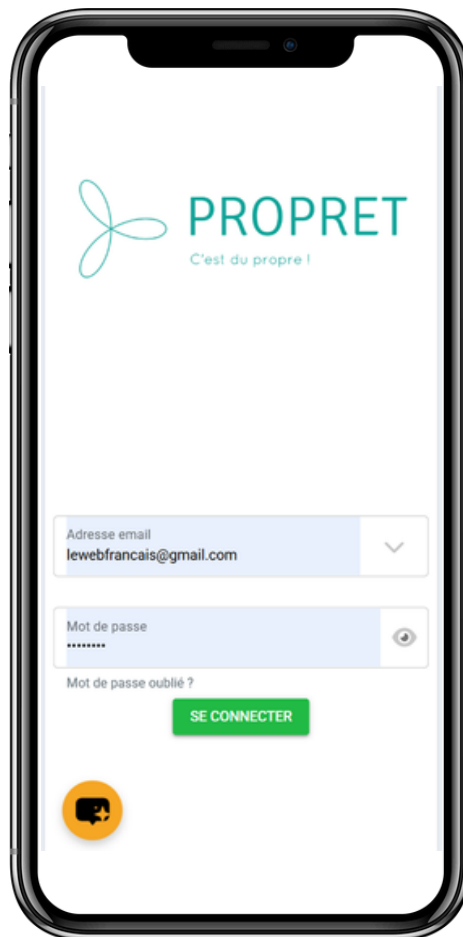 PROPRET
C'est du propre !
Adresse email
lewebfrancais@gmail.com
Mot de passe
••••••••
Mot de passe oublié ?
SE CONNECTER